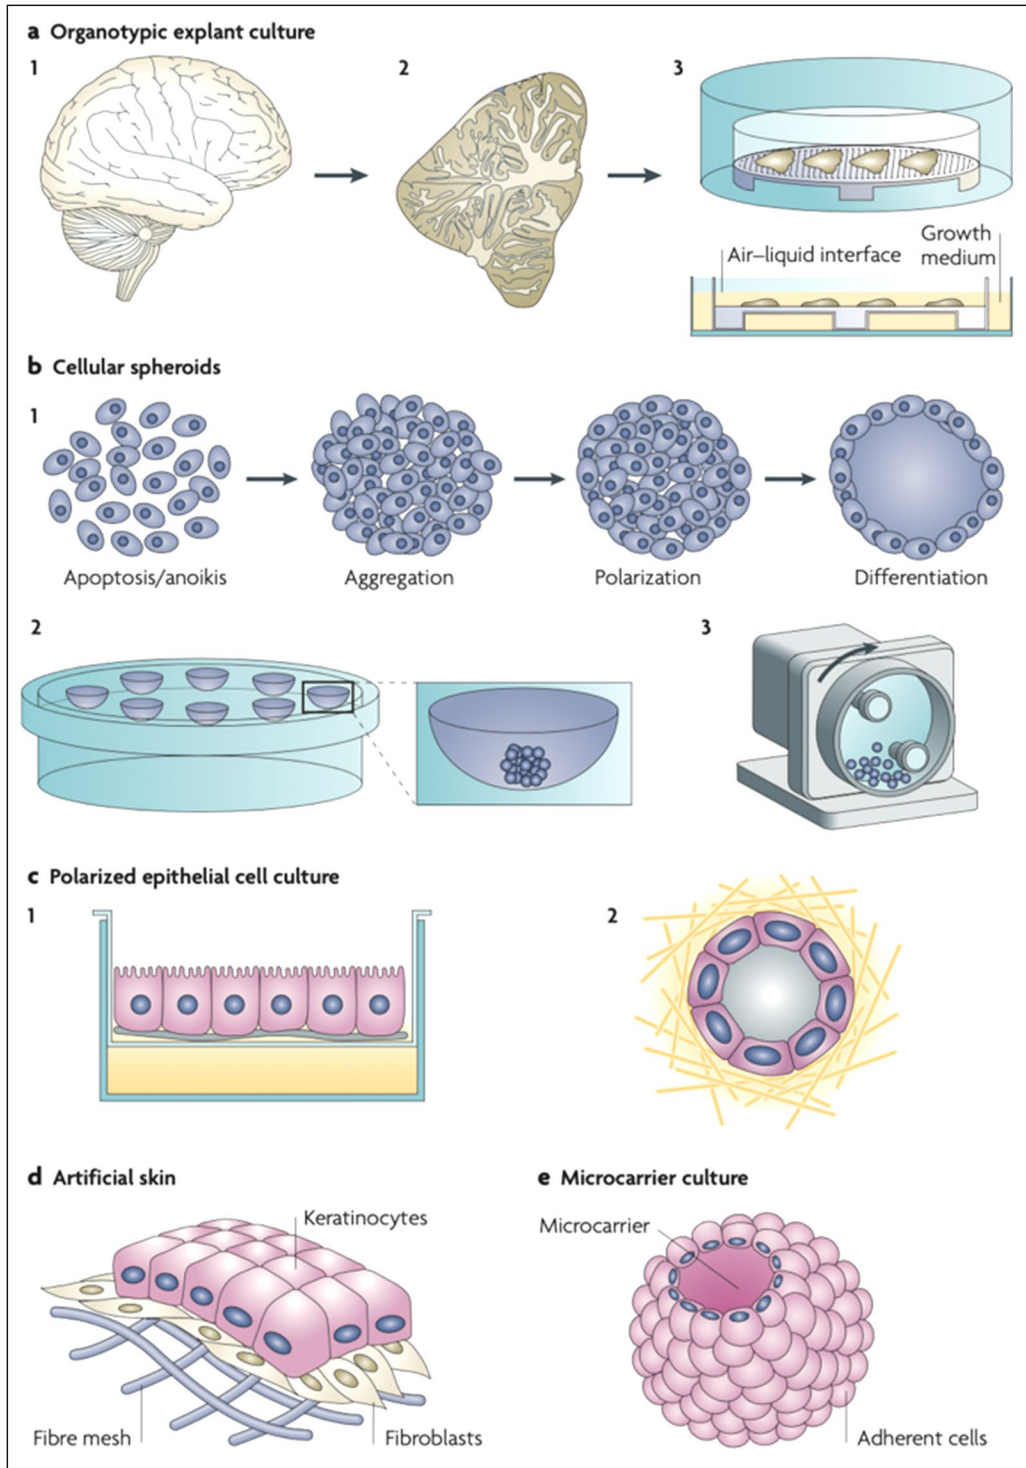 a Organotypic explant culture
1
2
3
Air–liquid interface
Growth
medium
b Cellular spheroids
1
Apoptosis/anoikis
Aggregation
Polarization
Differentiation
2
3
c Polarized epithelial cell culture
1
2
d Artificial skin
Keratinocytes
Fibre mesh
Fibroblasts
e Microcarrier culture
Microcarrier
Adherent cells